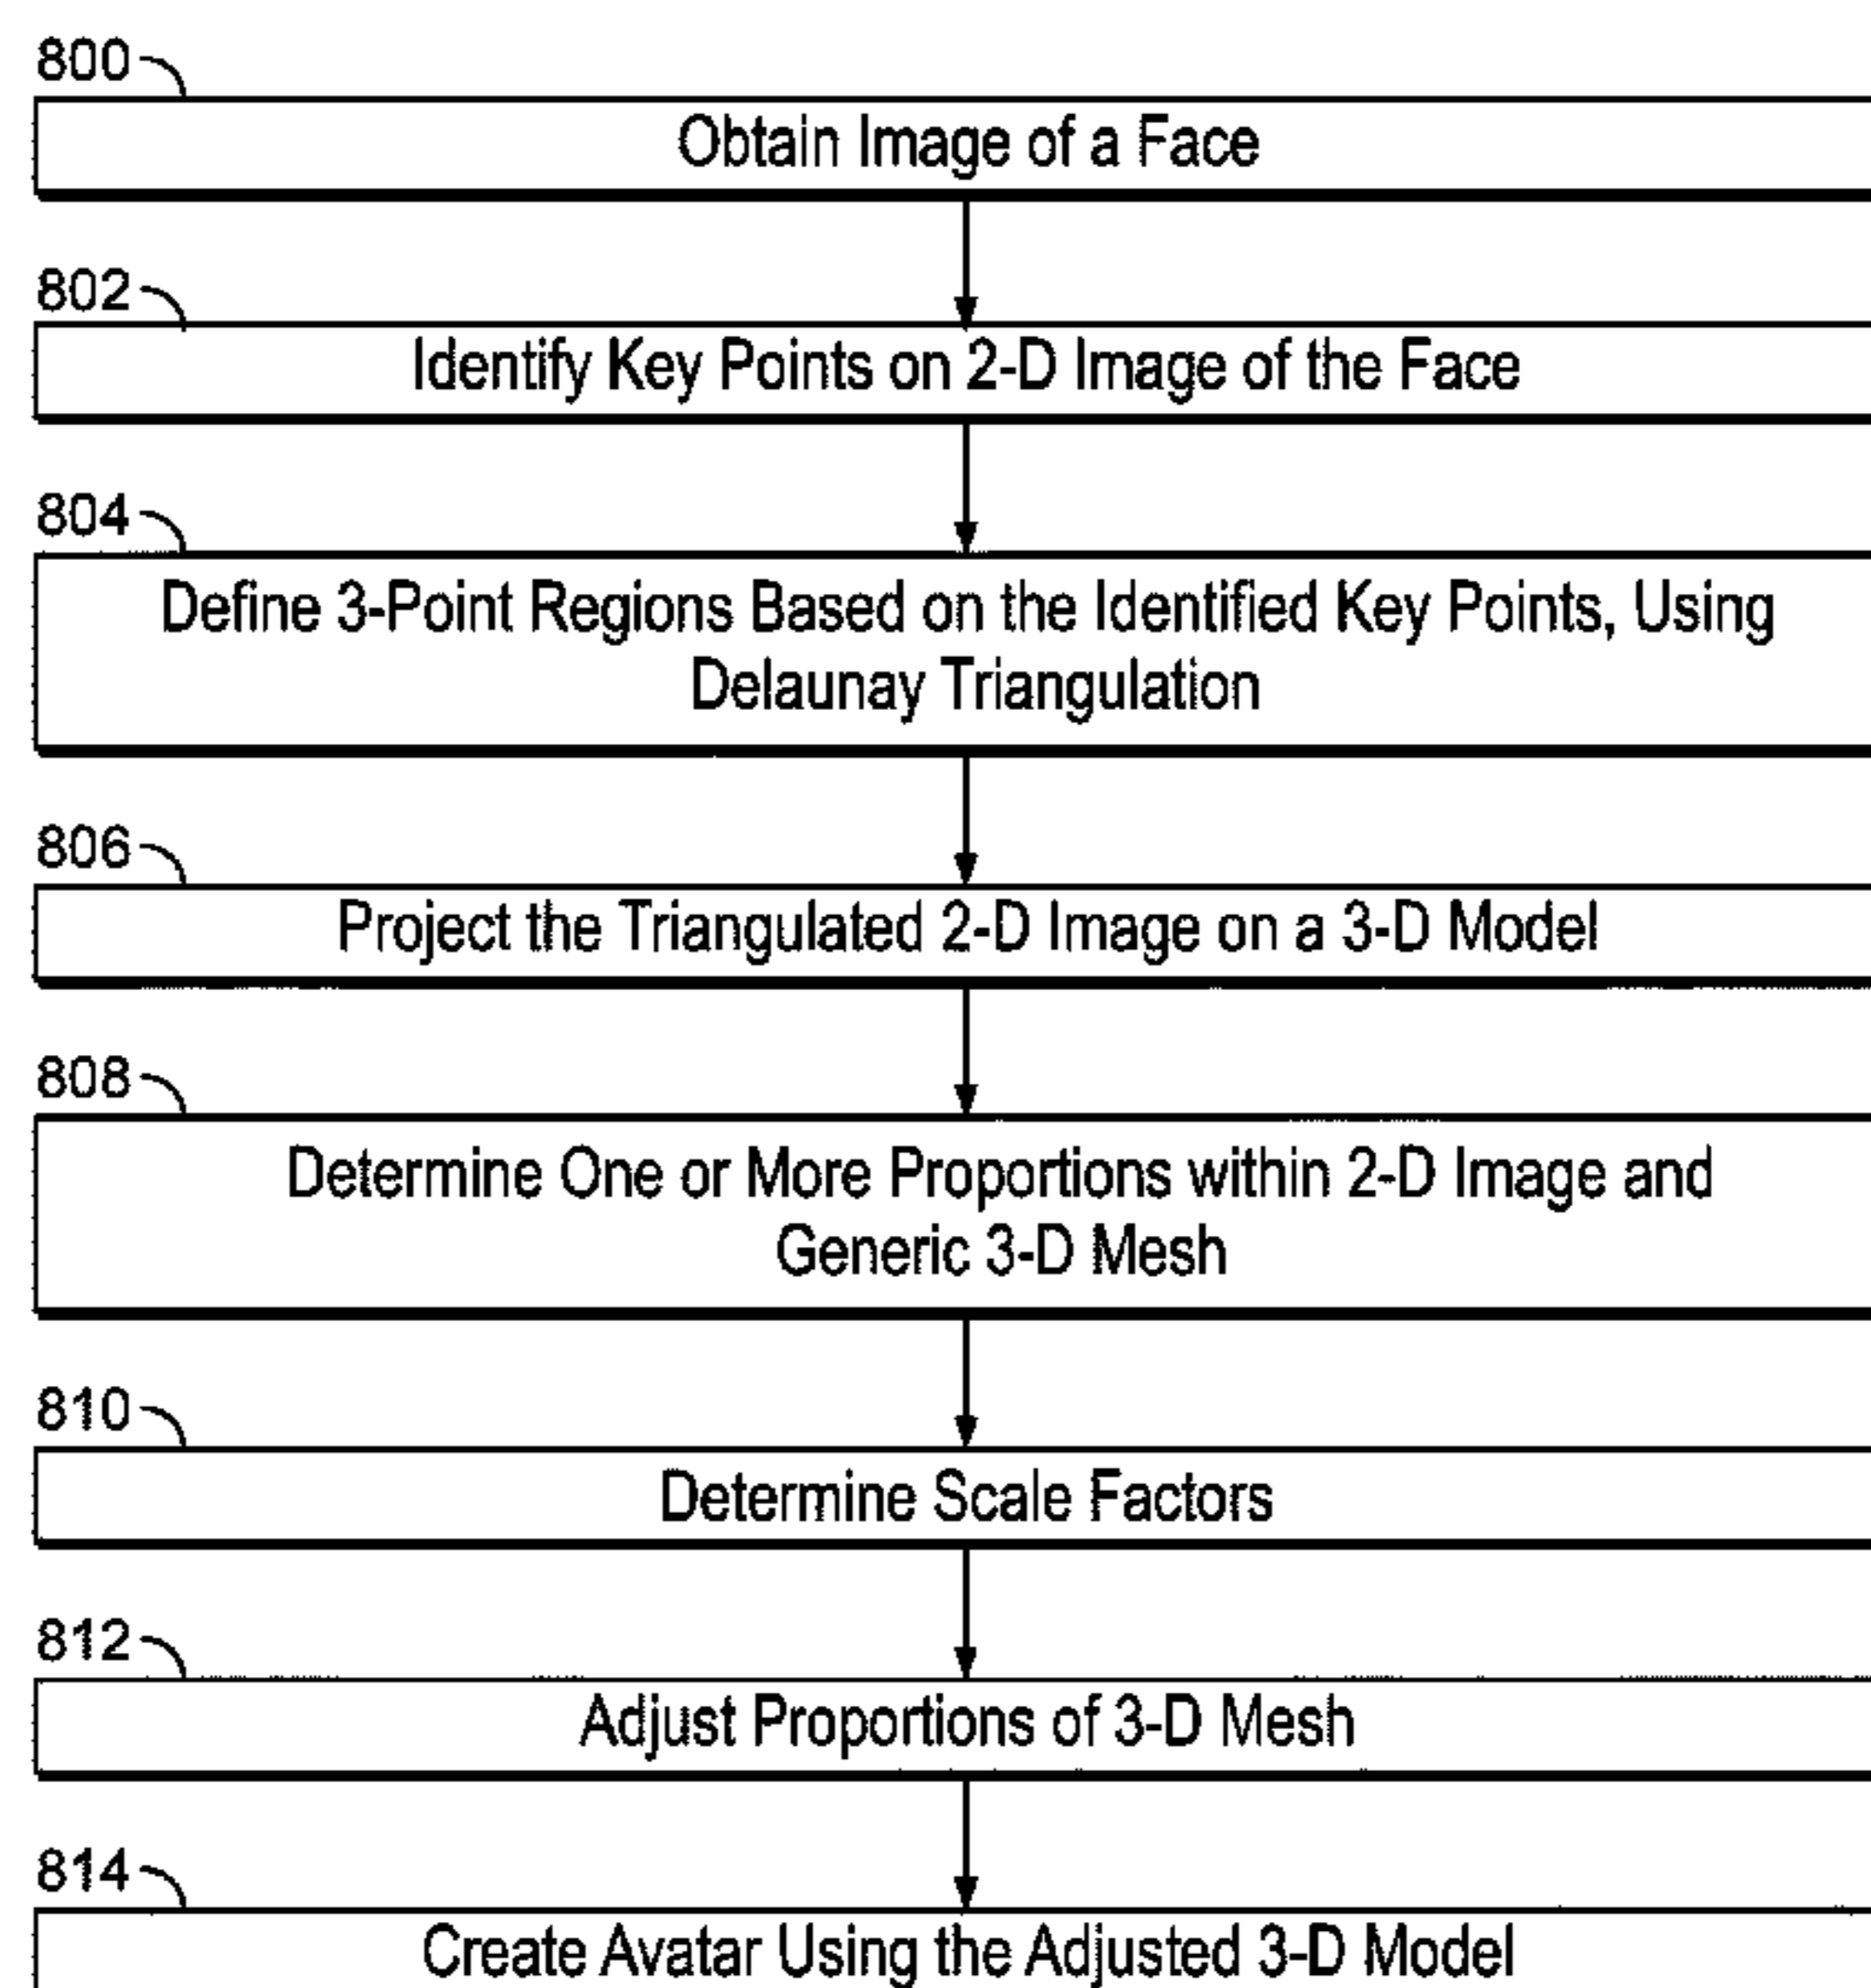 800
Obtain Image of a Face
802
Identify Key Points on 2-D Image of the Face
804
Define 3-Point Regions Based on the Identified Key Points, Using
Delaunay Triangulation
806
Project the Triangulated 2-D Image on a 3-D Model
808
Determine One or More Proportions within 2-D Image and
Generic 3-D Mesh
810
Determine Scale Factors
812
Adjust Proportions of 3-D Mesh
814
Create Avatar Using the Adjusted 3-D Model